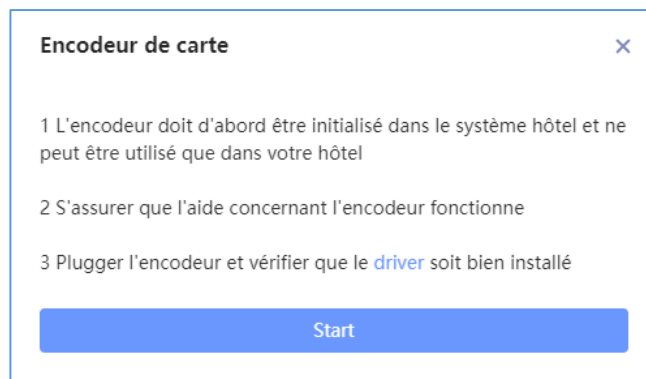 Encodeur de carte
1 L'encodeur doit d'abord être initialisé dans le système hôtel et ne
peut être utilisé que dans votre hôtel
2 S'assurer que l'aide concernant l'encodeur fonctionne
3 Plugger l'encodeur et vérifier que le driver soit bien installé
Start